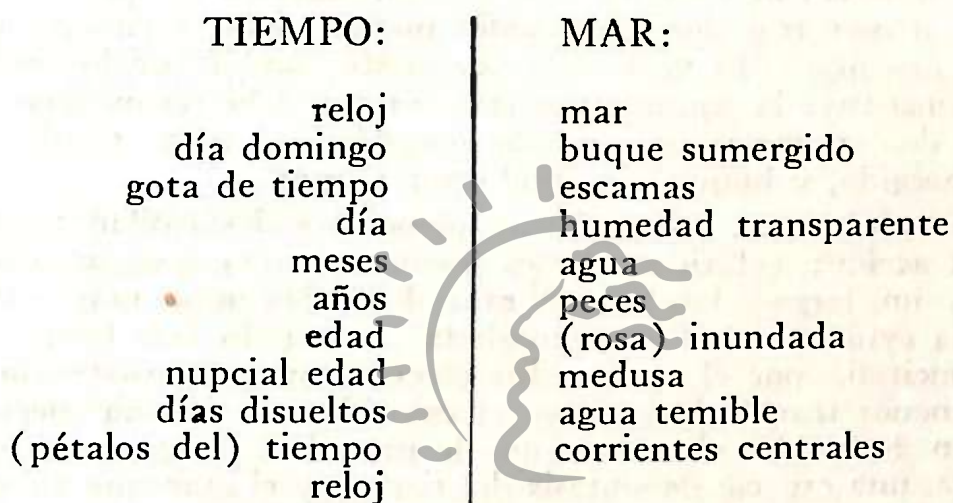 TIEMPO: MAR:
reloj mar
día domingo buque sumergido
gota de tiempo escamas
día humedad transparente
meses agua
años peces
edad (rosa) inundada
nupcial edad medusa
días disueltos agua temible
(pétalos del) tiempo corrientes centrales
reloj